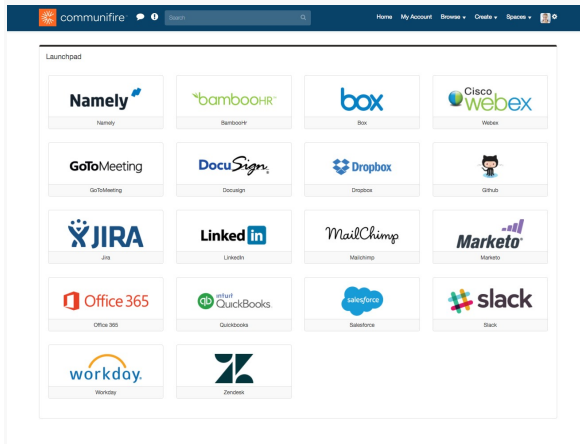 communifire
Search
Home My Account Browse Create Spaces
Launchpad
Namely
bambooHR
box
Cisco webex
Namely
BambooHr
Box
Webex
GoToMeeting
DocuSign
Dropbox
GoToMeeting
Docusign
Dropbox
Github
JIRA
Linked in
MailChimp
Marketo
Jira
LinkedIn
Mailchimp
Marketo
Office 365
qb intuit QuickBooks
salesforce
slack
Office 365
Quickbooks
Salesforce
Slack
workday.
Workday
Zendesk